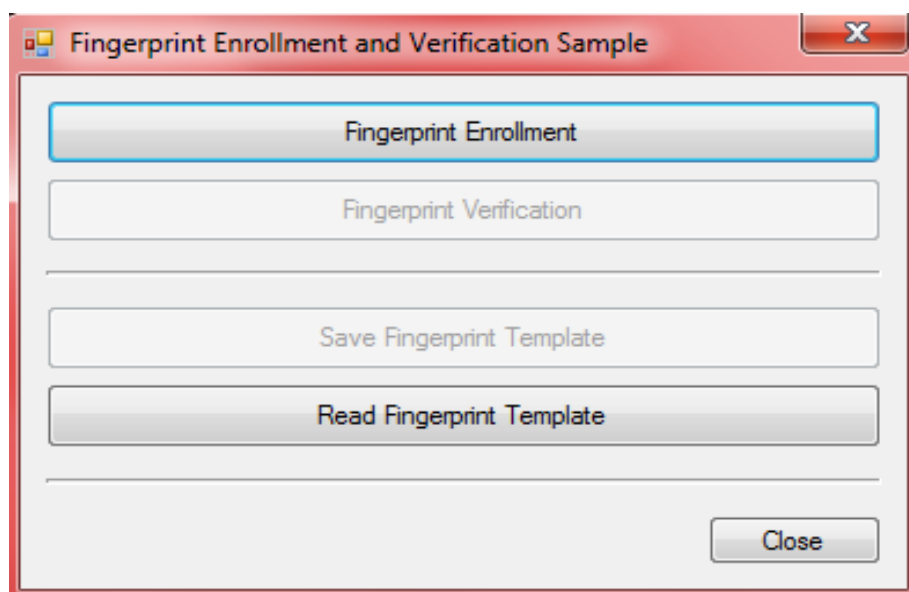 Fingerprint Enrollment and Verification Sample
Fingerprint Enrollment
Fingerprint Verification
Save Fingerprint Template
Read Fingerprint Template
Close